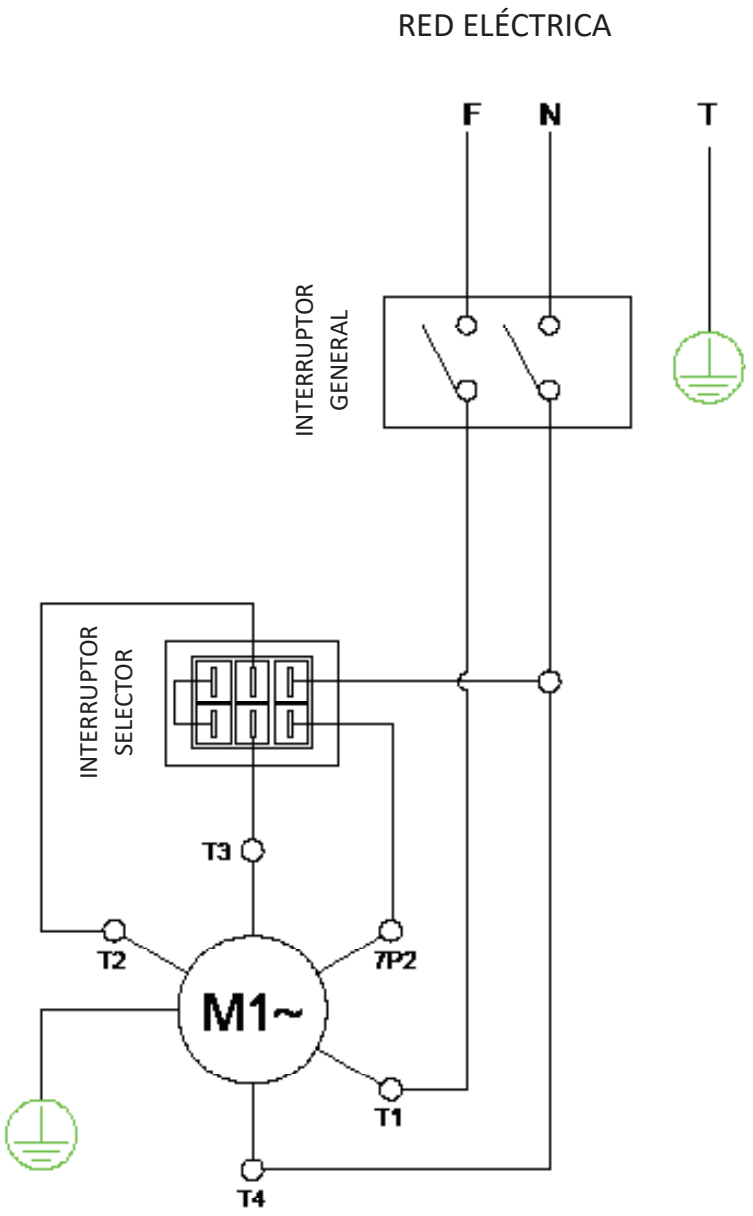 RED ELÉCTRICA
F N T
INTERRUPTOR
GENERAL
INTERRUPTOR
SELECTOR
T3
T2
7P2
M1~
T1
T4